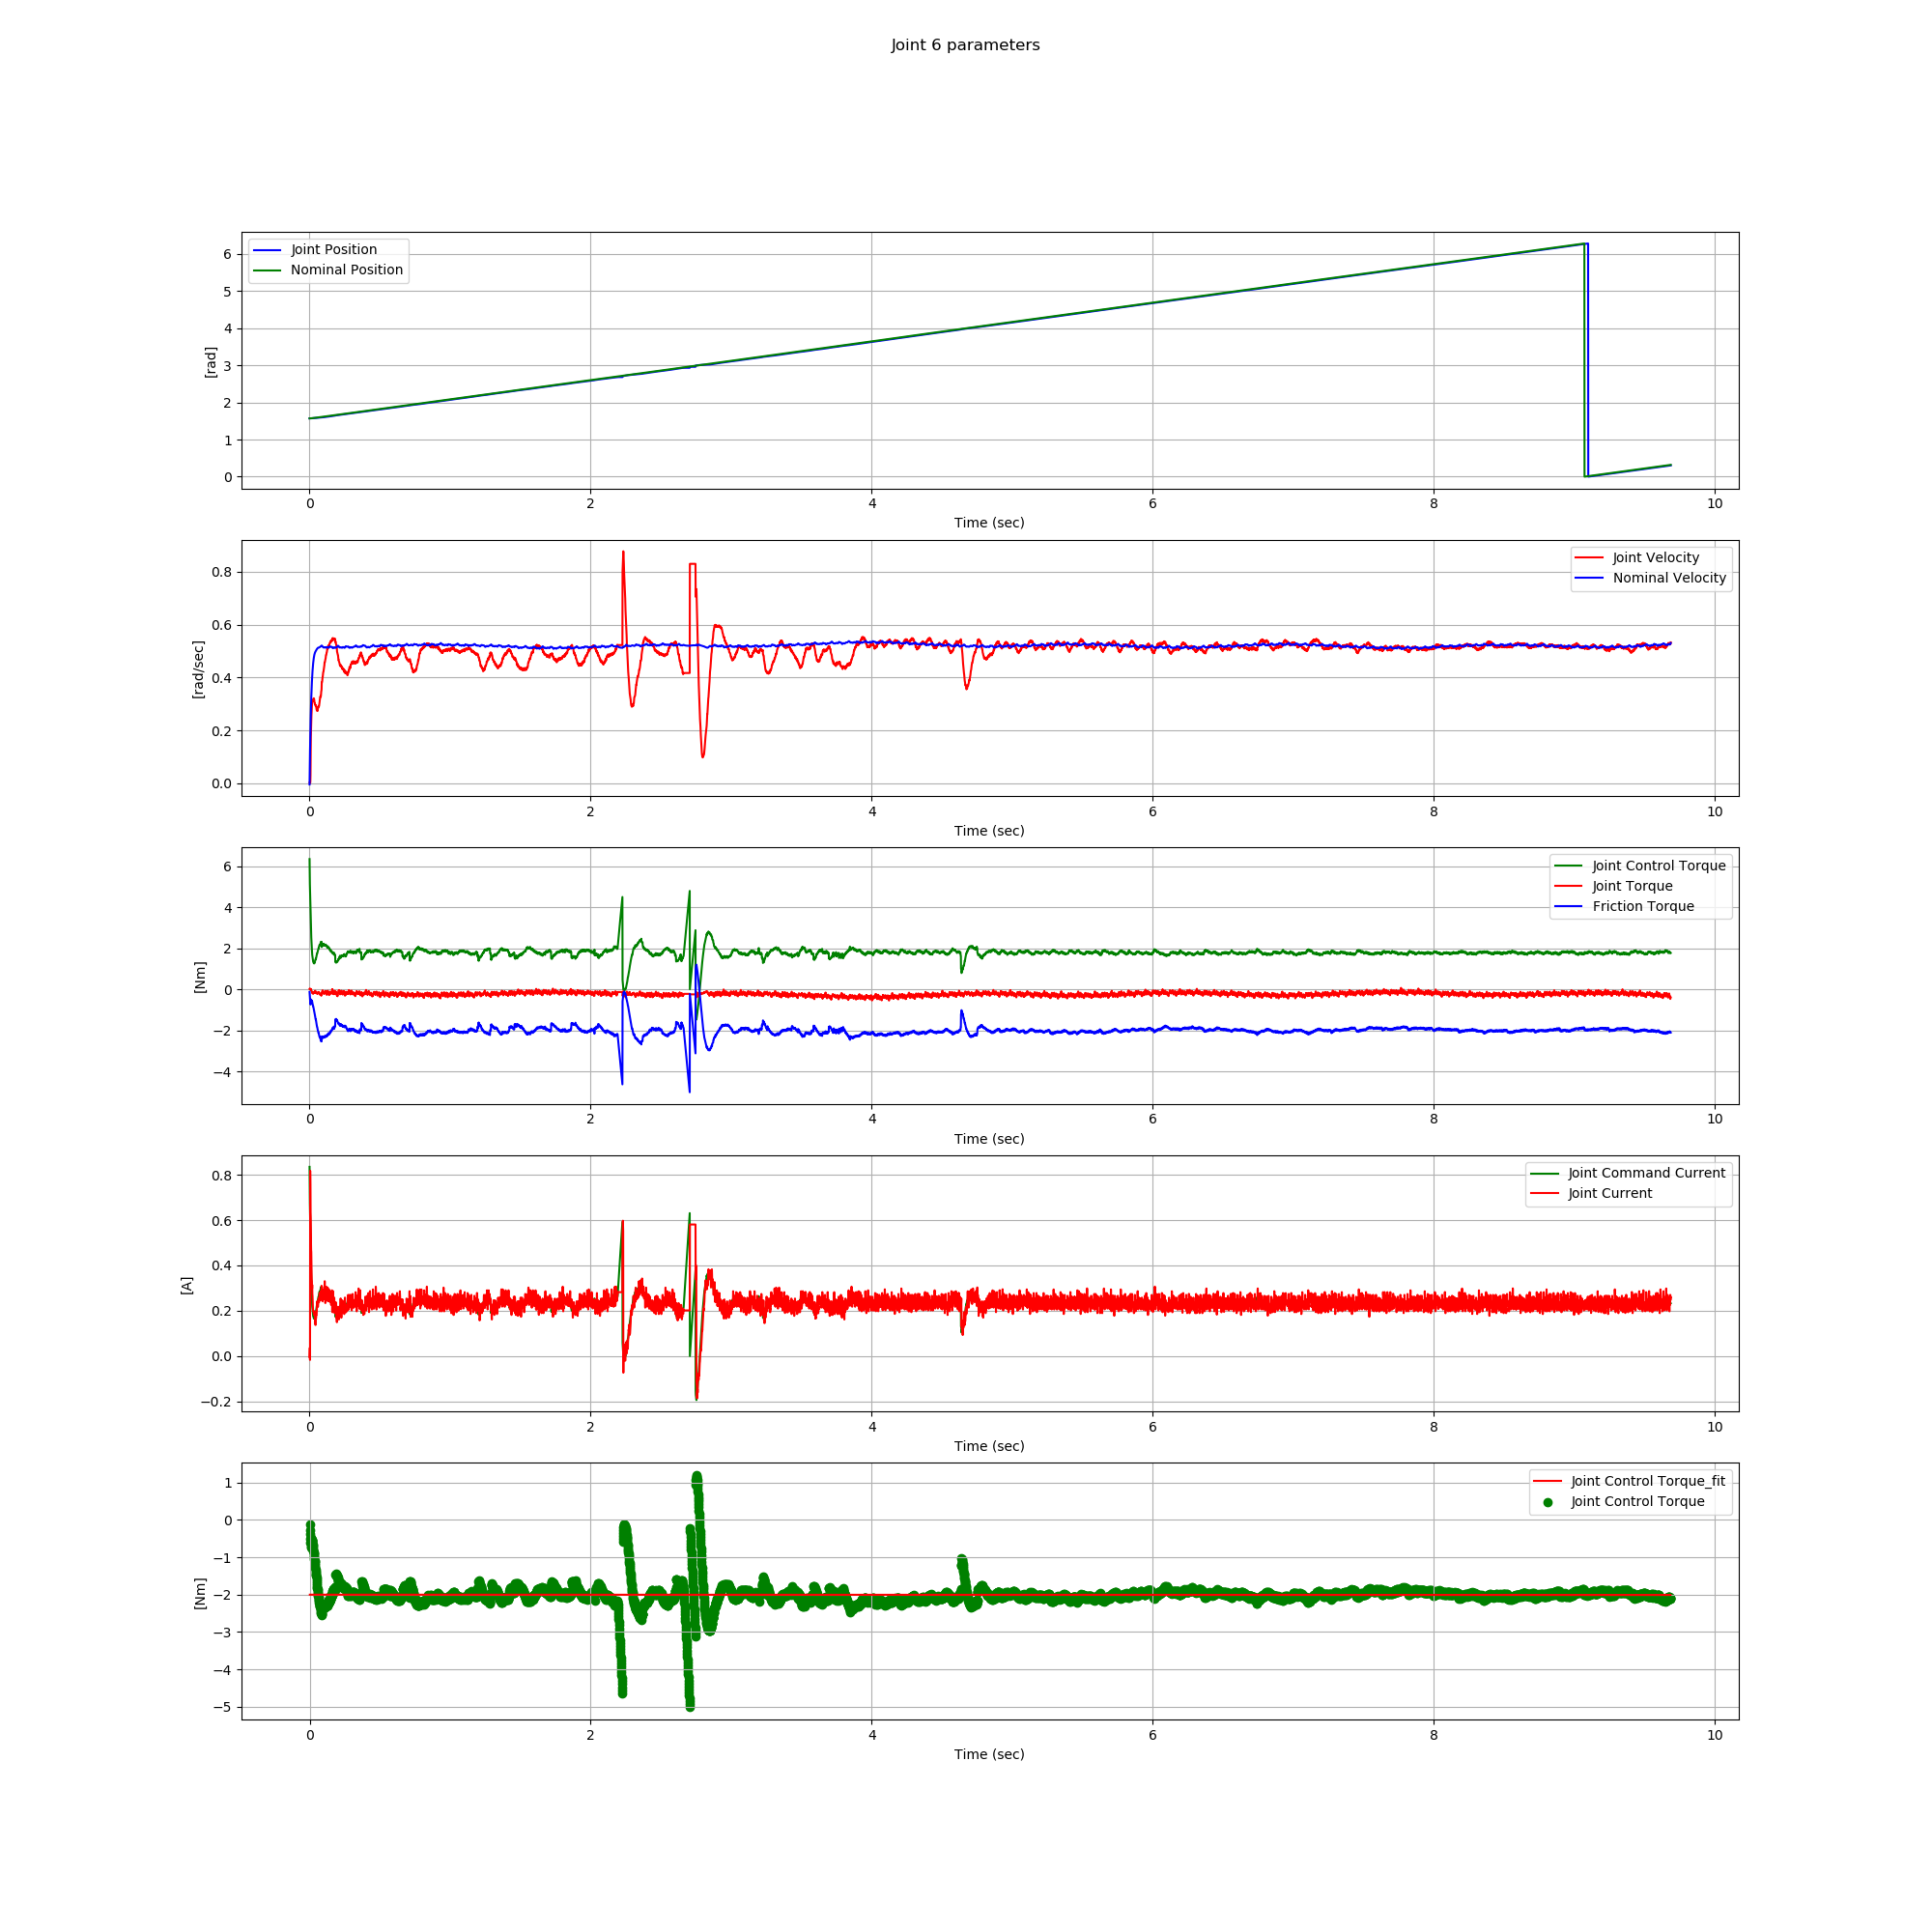 Joint 6 parameters
Joint Position
Nominal Position
[rad]
6
5
4
3
2
1
0
0 2 4 6 8 10
Time (sec)
Joint Velocity
Nominal Velocity
[rad/sec]
0.8
0.6
0.4
0.2
0.0
0 2 4 6 8 10
Time (sec)
Joint Control Torque
Joint Torque
Friction Torque
[Nm]
6
4
2
0
−2
−4
0 2 4 6 8 10
Time (sec)
Joint Command Current
Joint Current
[A]
0.8
0.6
0.4
0.2
0.0
−0.2
0 2 4 6 8 10
Time (sec)
Joint Control Torque_fit
Joint Control Torque
[Nm]
1
0
−1
−2
−3
−4
−5
0 2 4 6 8 10
Time (sec)